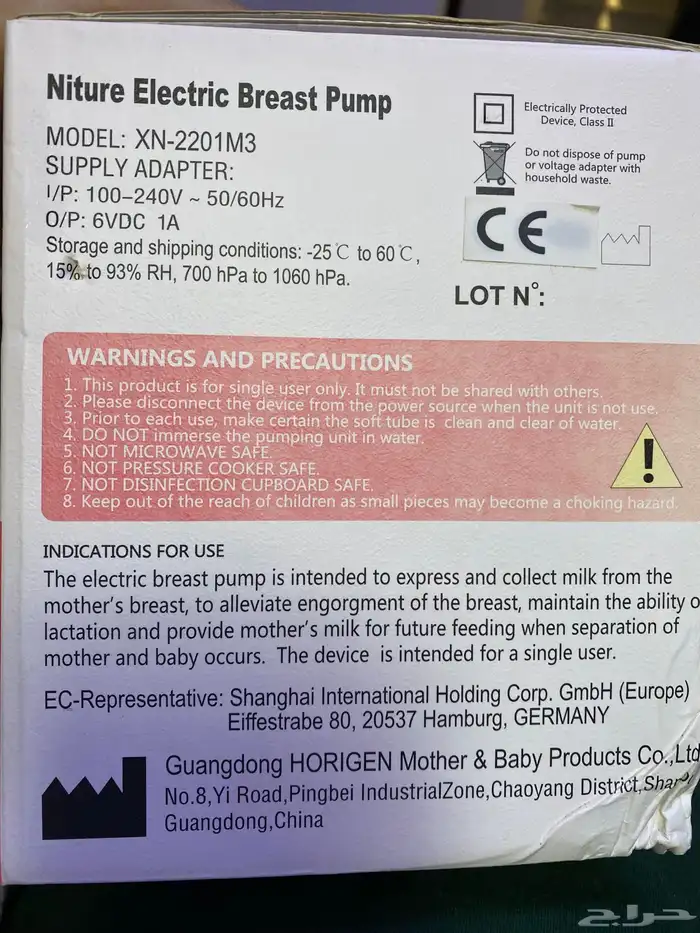 Niture Electric Breast Pump
MODEL: XN-2201M3
SUPPLY ADAPTER:
I/P: 100-240V ~ 50/60Hz
O/P: 6VDC 1A
Storage and shipping conditions: -25℃ to 60℃,
15% to 93% RH, 700 hPa to 1060 hPa.
Electrically Protected
Device, Class II
Do not dispose of pump
or voltage adapter with
household waste.
CE
LOT N°:
WARNINGS AND PRECAUTIONS
1. This product is for single user only. It must not be shared with others.
2. Please disconnect the device from the power source when the unit is not use.
3. Prior to each use, make certain the soft tube is clean and clear of water.
4. DO NOT immerse the pumping unit in water.
5. NOT MICROWAVE SAFE.
6. NOT PRESSURE COOKER SAFE.
7. NOT DISINFECTION CUPBOARD SAFE.
8. Keep out of the reach of children as small pieces may become a choking hazard.
INDICATIONS FOR USE
The electric breast pump is intended to express and collect milk from the
mother's breast, to alleviate engorgment of the breast, maintain the ability o
lactation and provide mother's milk for future feeding when separation of
mother and baby occurs. The device is intended for a single user.
EC-Representative: Shanghai International Holding Corp. GmbH (Europe)
Eiffestrabe 80, 20537 Hamburg, GERMANY
Guangdong HORIGEN Mother & Baby Products Co.,Ltd
No.8,Yi Road,Pingbei IndustrialZone,Chaoyang District,Shan
Guangdong,China
حراج